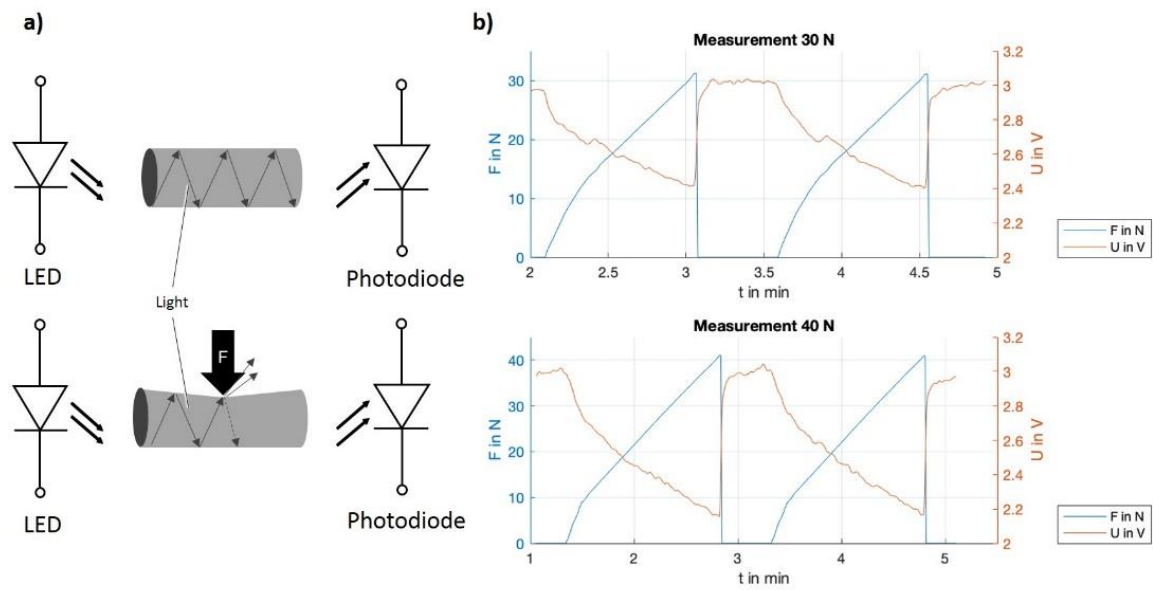 a)
LED
Photodiode
Light
F
LED
Photodiode
b)
Measurement 30 N
F in N
30
20
10
0
2
2.5
3
3.5
4
4.5
5
t in min
3.2
3
2.8
2.6
2.4
2.2
2
U in V
F in N
U in V
Measurement 40 N
F in N
40
30
20
10
0
1
2
3
4
5
t in min
3.2
3
2.8
2.6
2.4
2.2
2
U in V
F in N
U in V